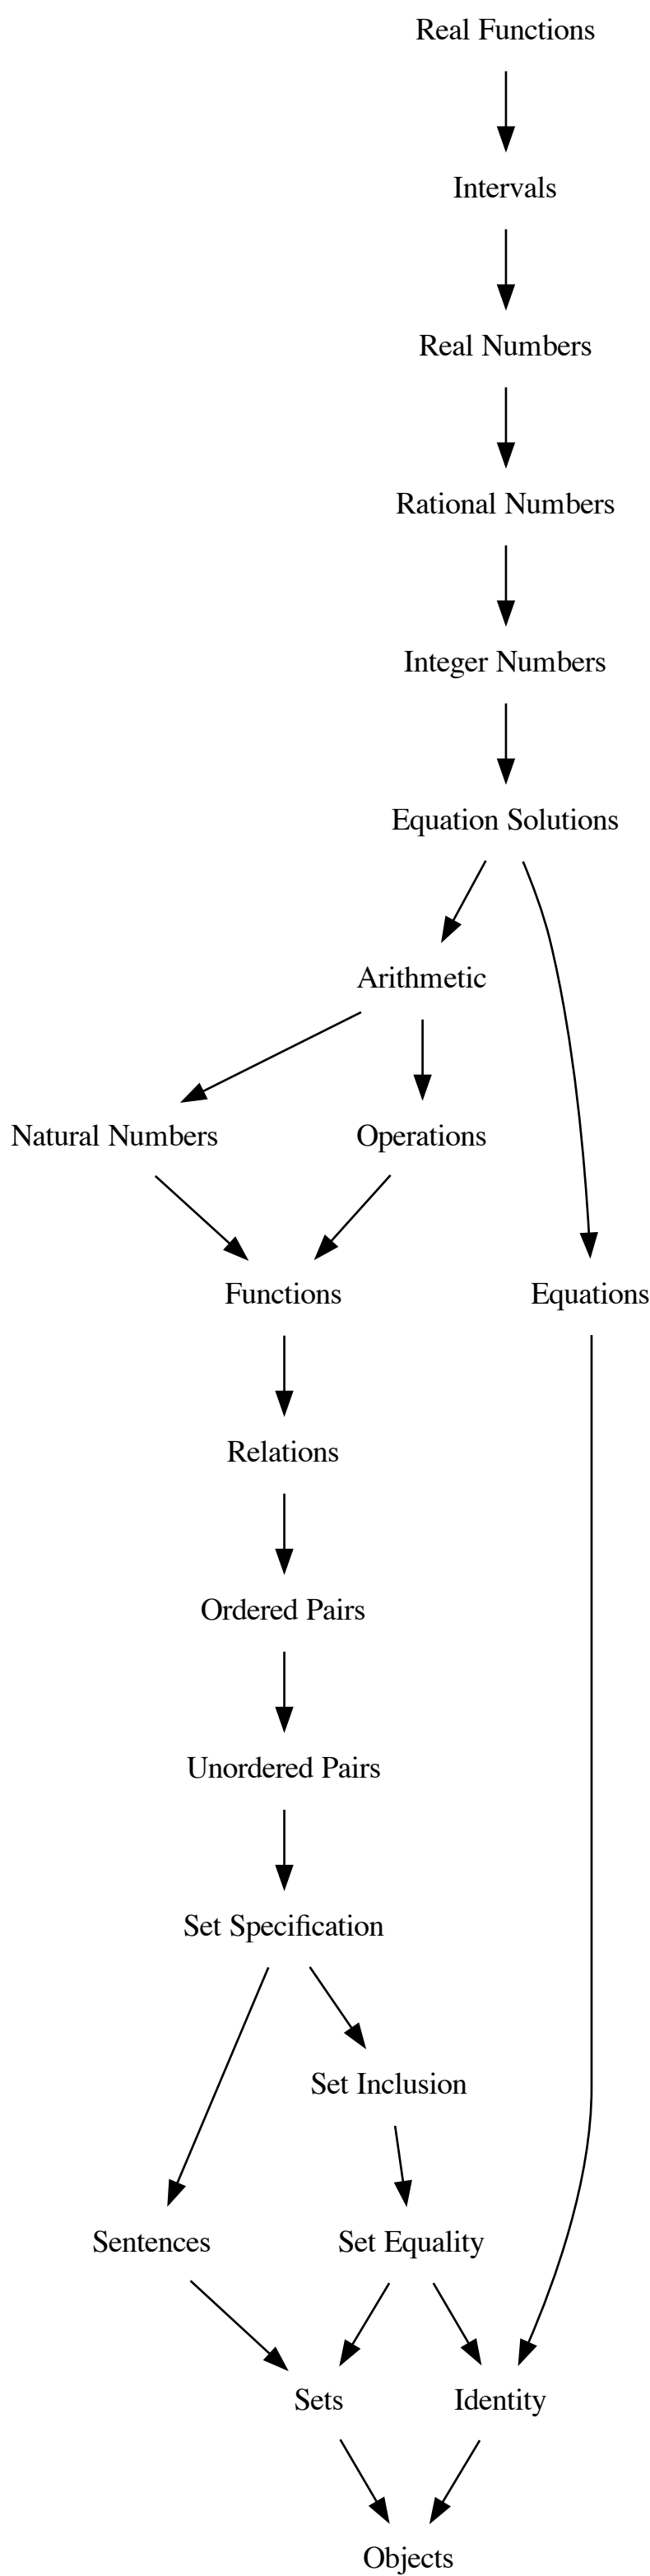 Real Functions
Intervals
Real Numbers
Rational Numbers
Integer Numbers
Equation Solutions
Arithmetic
Natural Numbers
Operations
Functions
Equations
Relations
Ordered Pairs
Unordered Pairs
Set Specification
Set Inclusion
Sentences
Set Equality
Sets
Identity
Objects